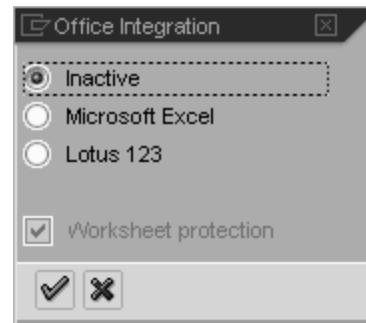 Office Integration
Inactive
Microsoft Excel
Lotus 123
Worksheet protection